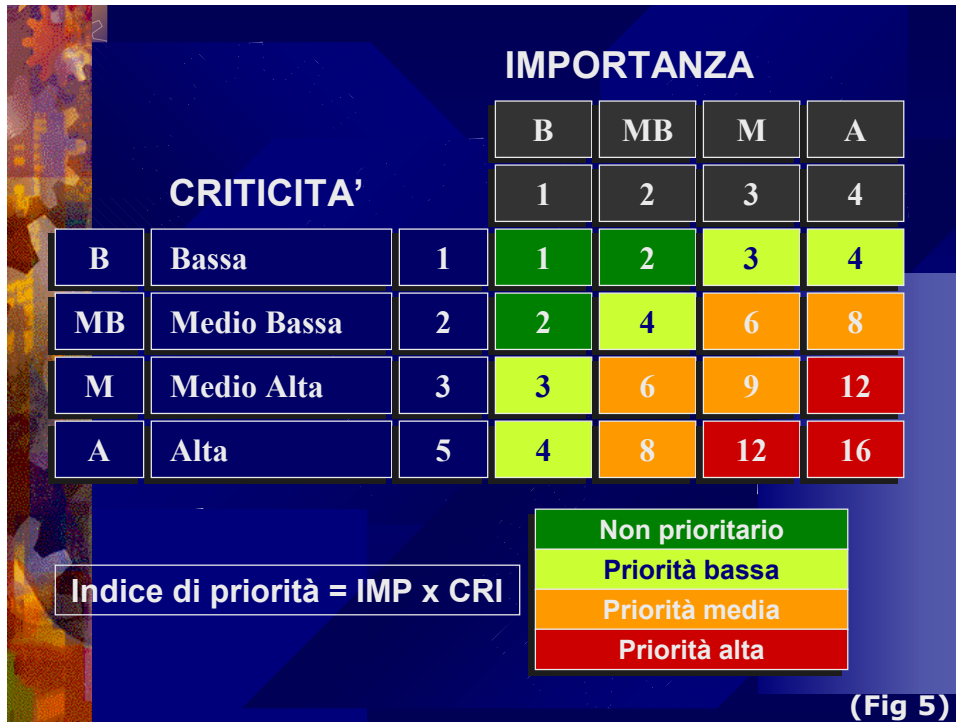 IMPORTANZA
B MB M A
CRITICITA’ 1 2 3 4
B Bassa 1 1 2 3 4
MB Medio Bassa 2 2 4 6 8
M Medio Alta 3 3 6 9 12
A Alta 5 4 8 12 16
Non prioritario
Priorità bassa
Indice di priorità = IMP x CRI
Priorità media
Priorità alta
(Fig 5)